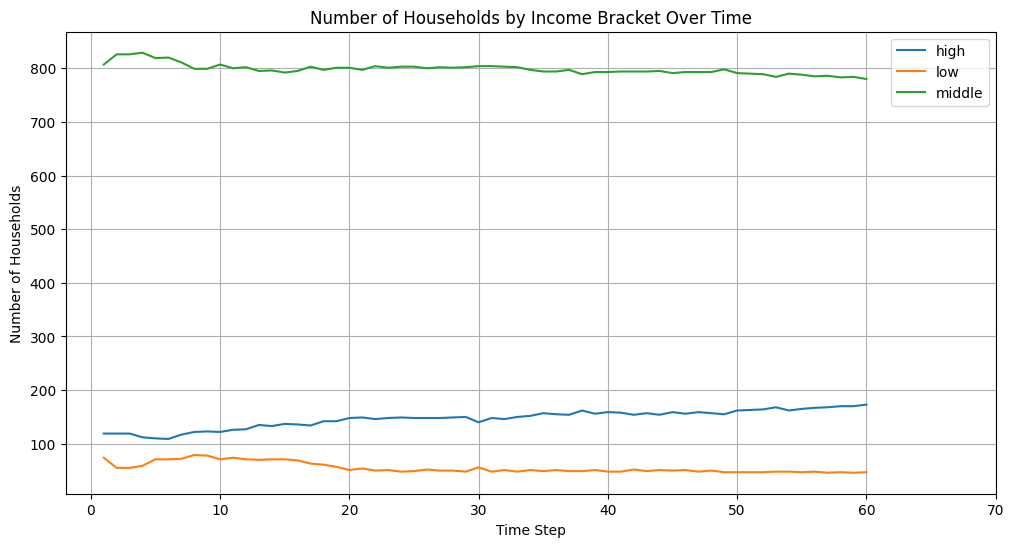 Number of Households by Income Bracket Over Time
high
low
middle
Number of Households
800
700
600
500
400
300
200
100
0
10
20
30
40
50
60
70
Time Step